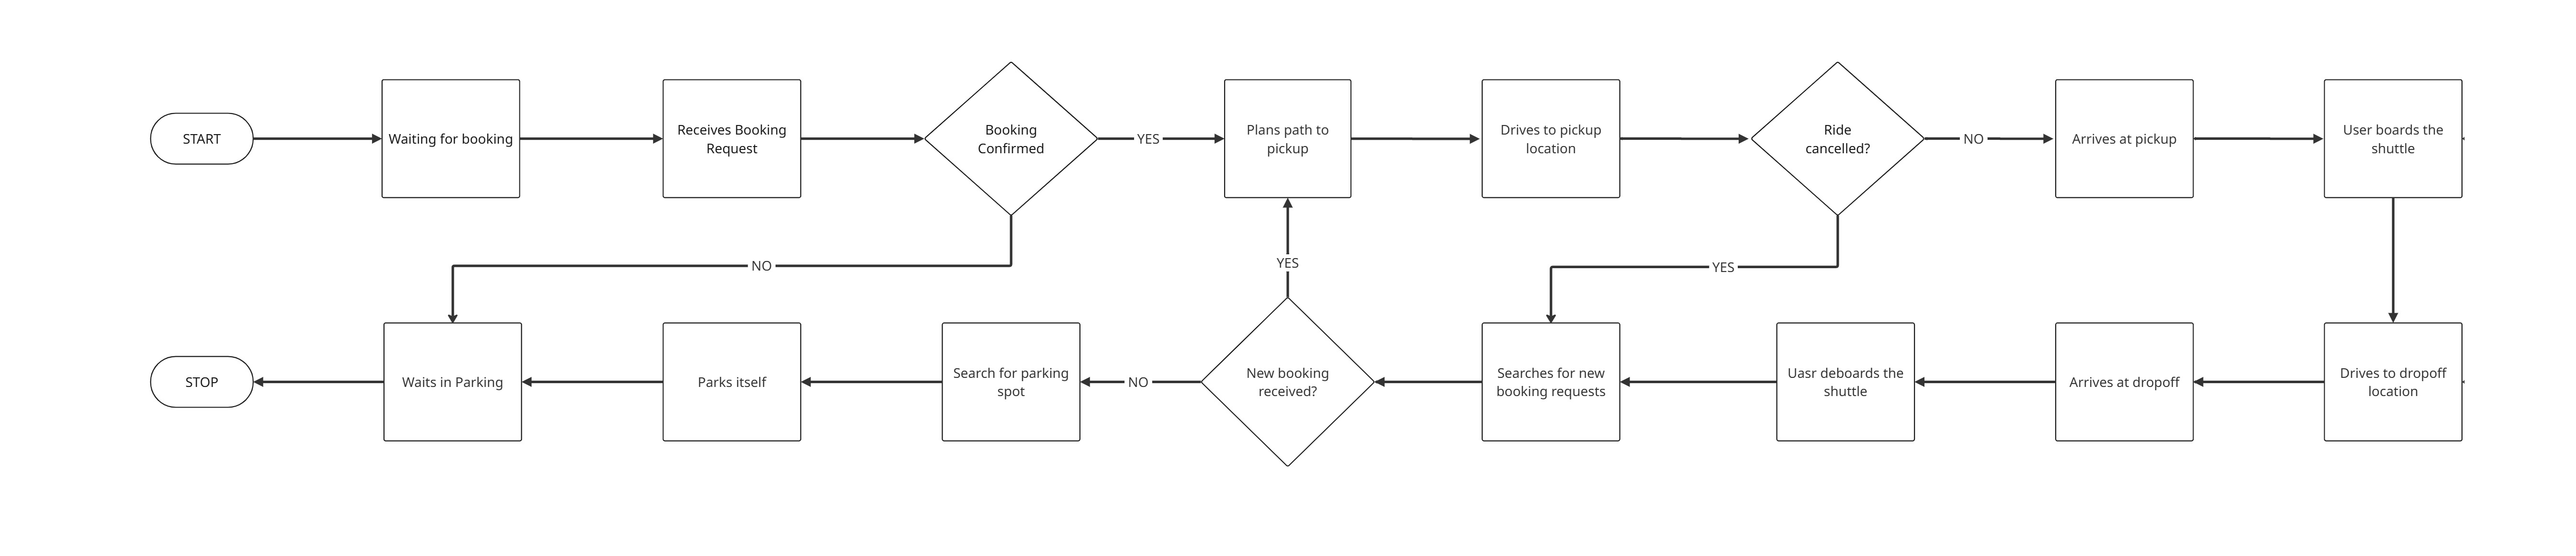 START
Waiting for booking
Receives Booking
Request
Booking
Confirmed
YES
Plans path to
pickup
Drives to pickup
location
Ride
cancelled?
NO
Arrives at pickup
User boards the
shuttle
NO
YES
YES
STOP
Waits in Parking
Parks itself
Search for parking
spot
NO
New booking
received?
Searches for new
booking requests
Uasr deboards the
shuttle
Arrives at dropoff
Drives to dropoff
location